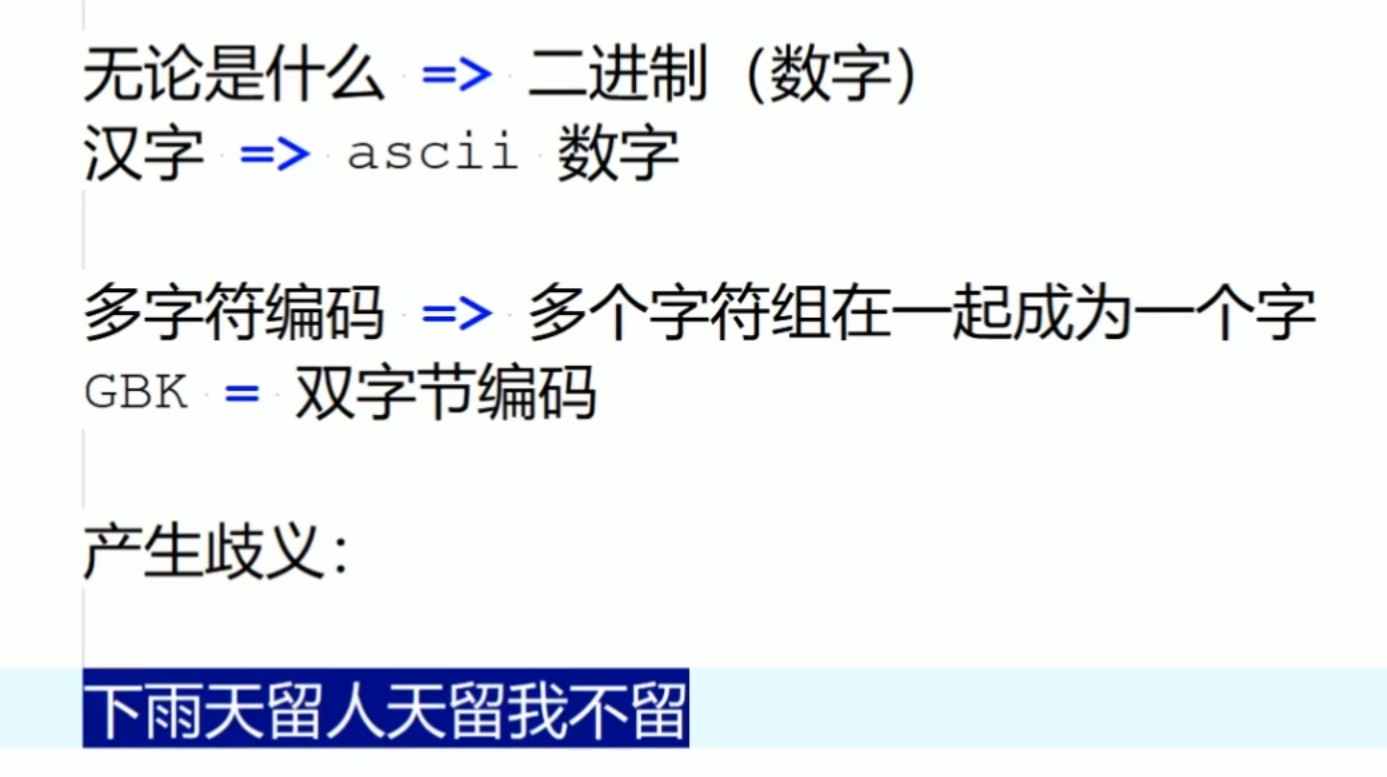 无论是什么 => 二进制（数字）
汉字 => ascii 数字
多字符编码 => 多个字符组在一起成为一个字
GBK = 双字节编码
产生歧义：
下雨天留人天留我不留